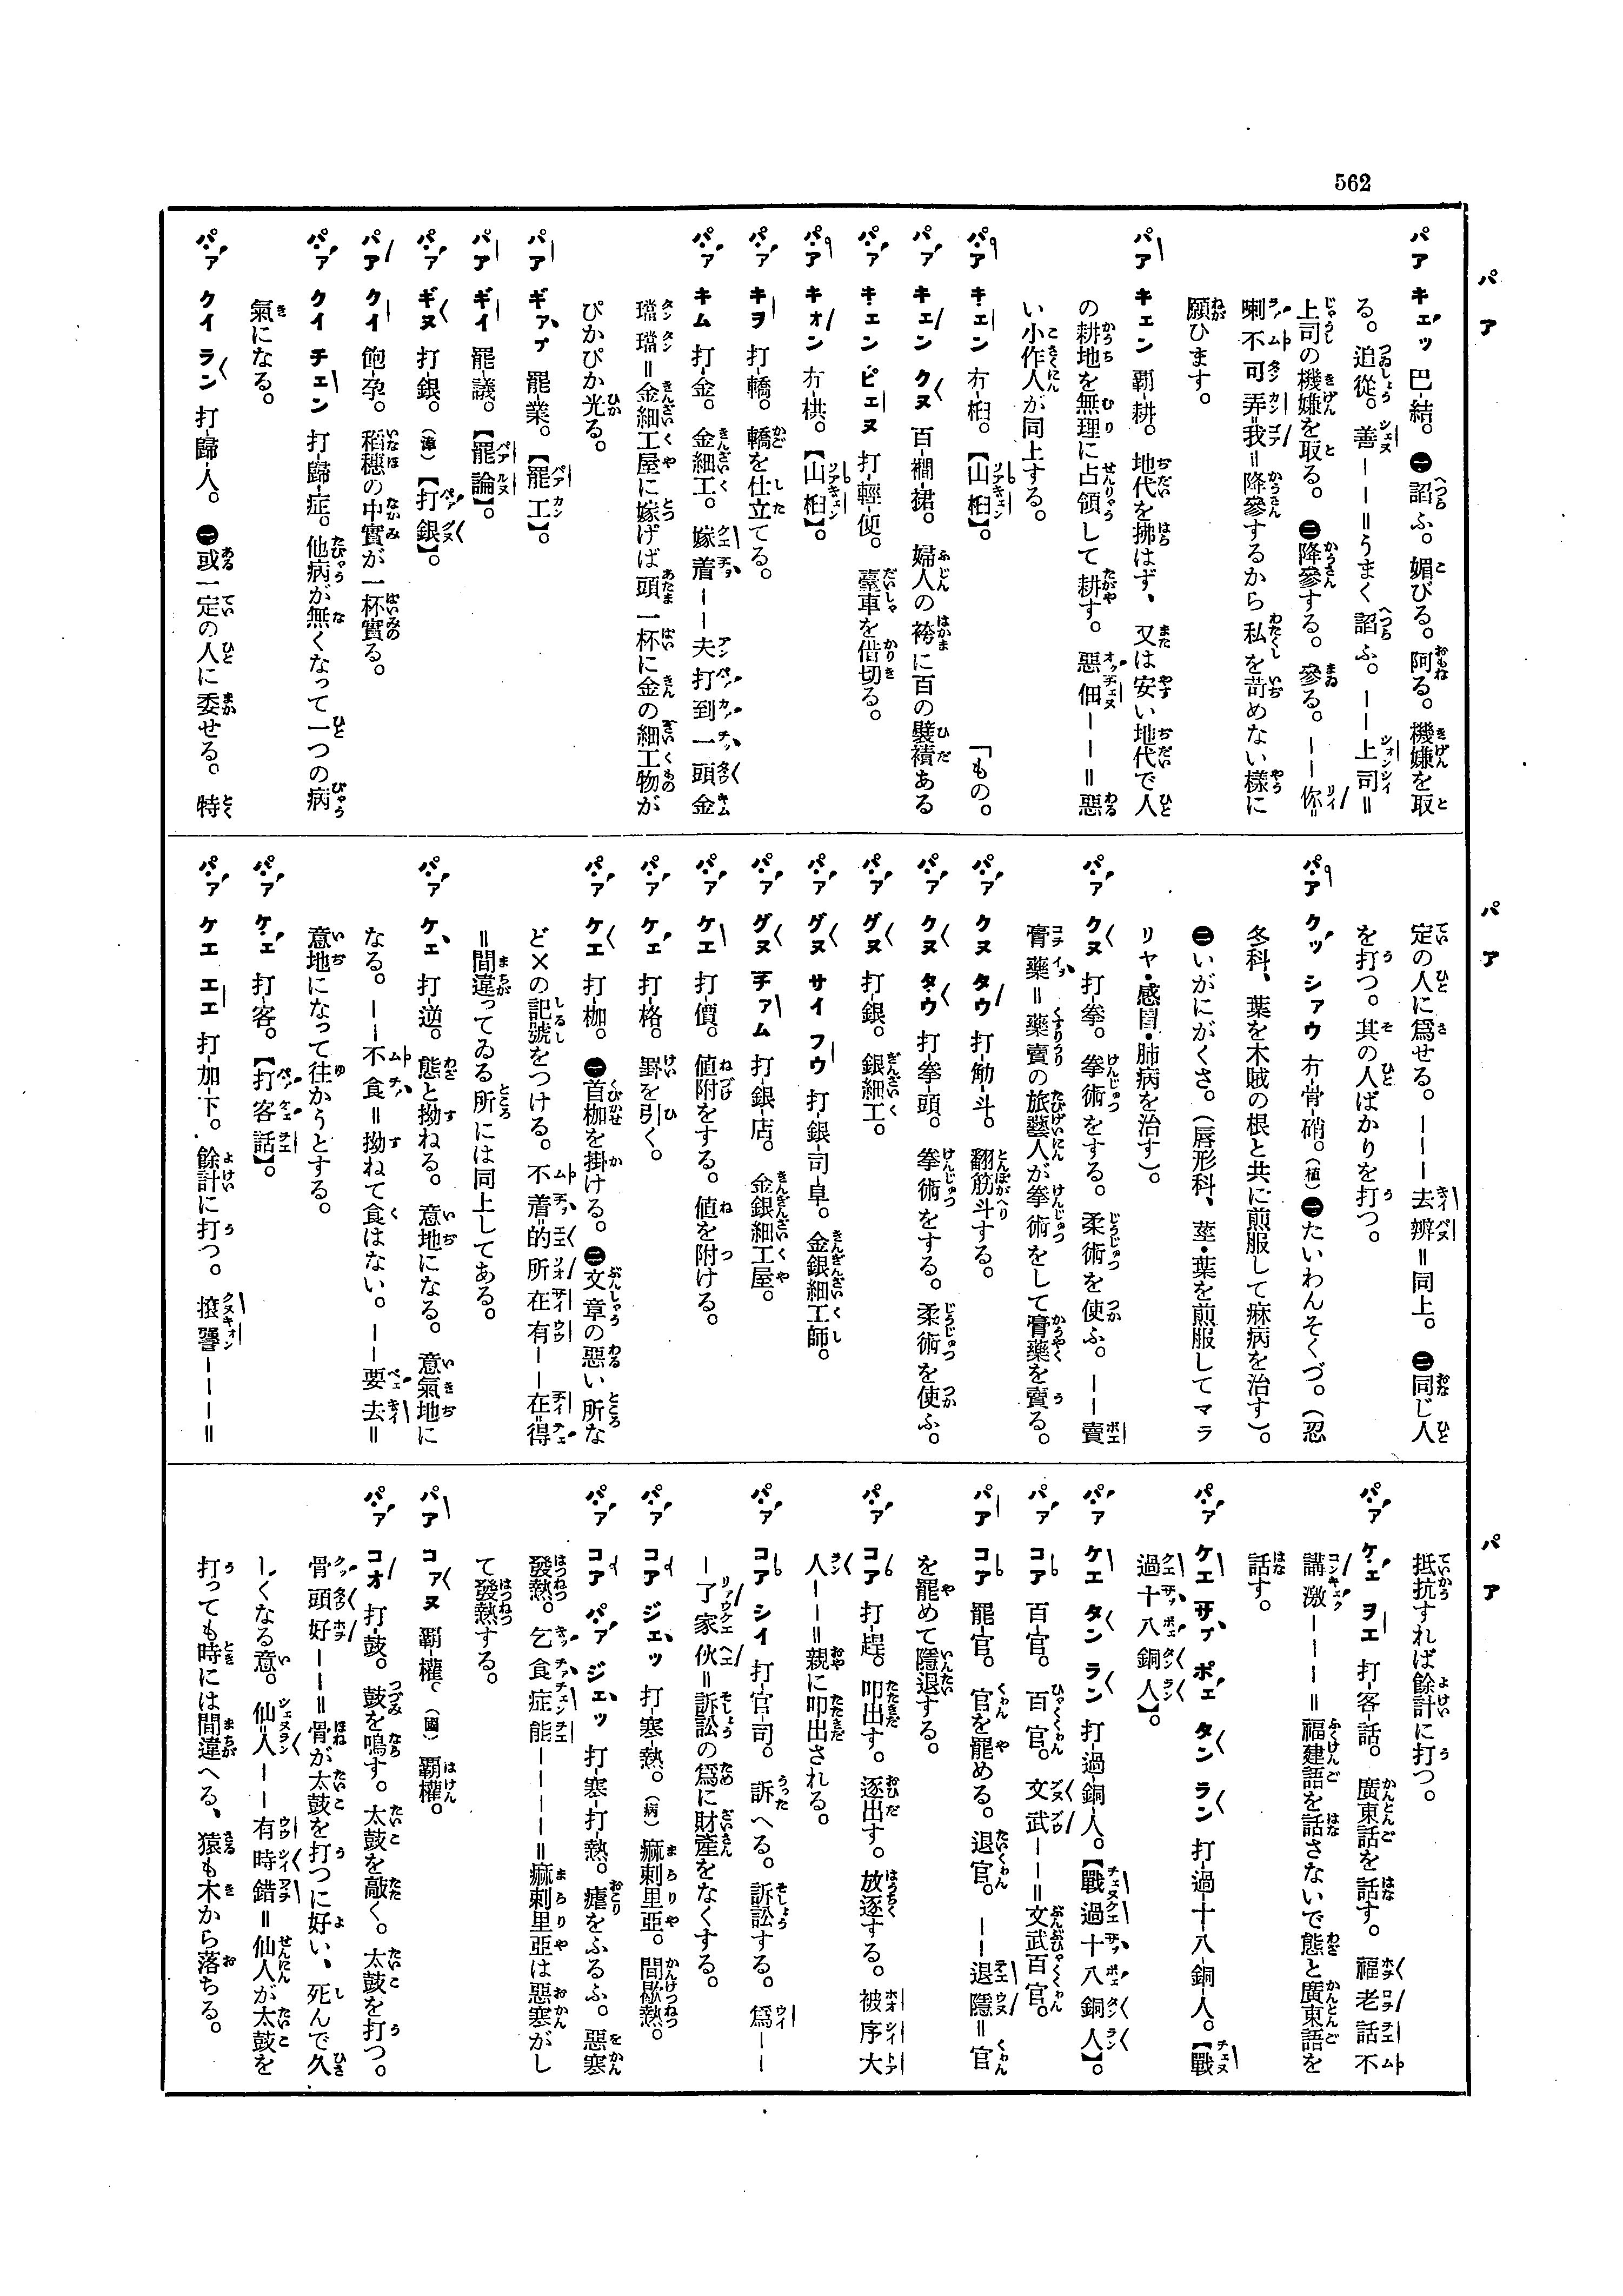 562
パア
パア キエッ 巴-結。 ㊀諂ふ。媚びる。阿る。機嫌を取
る。追從。善ーー＝うまく諂ふ。ーー上司＝
上司の機嫌を取る。 ㊁降參する。參る。ーー你＝
喇不可弄＝我＝降參するから私を苛めない樣に
願ひます。
パア キェン 覇-耕。地代を拂はず、又は安い地代で人
の耕地を無理に占領して耕す。惡佃ーーー＝惡
い小作人が同上する。
パア キェン 冇-梘。【山梘】。 「もの。
パア キェン クヌ 百-襉-裙。婦人の袴に百の襞襀ある
パア キェン ピェヌ 打-輕-便。臺車を借切る。
パア キォン 冇-栱。【山梘】。
パア キヲ 打-轎。轎を仕立てる。
パア キム 打-金。金細工。嫁着ーー夫打到一頭金
璫璫＝金細工屋に嫁げば頭一杯に金の細工物が
ぴかぴか光る。
パア ギァプ 罷-業。【罷工】。
パア ギイ 罷-議。【罷論】。
パア ギヌ 打-銀。（漳）【打銀】。
パア クイ 飽-孕。稻穗の中實が一杯實る。
パア クイ チェン 打-歸-症。他病が無くなって一つの病
氣になる。
パア クイ ラン 打-歸-人。 ㊀或一定の人に委せる。特
パア
定の人に爲せる。ーーー去辨＝同上。 ㊁同じ人
を打つ。其の人ばかりを打つ。
パア クッ シァウ 冇-骨-硝。（植）㊀たいわんそくづ。（忍
冬科、葉を木賊の根と共に煎服して痳病を治す）。
㊁いがにがくさ。（唇形科、莖・葉を煎服してマラ
リヤ・感冒・肺病を治す）。
パア クヌ 打-拳。拳術をする。柔術を使ふ。ーー賣
膏藥＝藥賣の旅藝人が拳術をして膏藥を賣る。
パア クヌ タウ 打-觔-斗。翻筋斗する。
パア クヌ タウ 打-拳-頭。拳術をする。柔術を使ふ。
パア グヌ 打-銀。銀細工。
パア グヌ サイ フウ 打-銀-司-阜。金銀細工師。
パア グヌ チァム 打-銀-店。金銀細工屋。
パア ケエ 打-價。値附をする。値を附ける。
パア ケェ 打-格。罫を引く。
パア ケエ 打-枷。 ㊀首枷を掛ける。 ㊁文章の惡い所な
ど×の記號をつける。不着＝的所在有ーー在＝得
＝間違ってゐる所には同上してある。
パア ケェ 打-逆。態と拗ねる。意地になる。意氣地に
なる。ーー不食＝拗ねて食はない。ーー要去＝
意地になって往かうとする。
パア ケェ 打-客。【打客話】。
パア ケエ エエ 打-加-下。餘計に打つ。撴聲ーーー＝
パア
抵抗すれば餘計に打つ。
パア ケェ ヲエ 打-客-話。廣東話を話す。福老話不
講激ーーー＝福建語を話さないで態と廣東語を
話す。
パア ケエ サプ ポェ タン ラン 打-過-十-八-銅-人。【戰
過十八銅人】。
パア ケエ タン ラン 打-過-銅-人。【戰過十八銅人】。
パア コア 百-官。百官。文武ーー＝文武百官。
パア コア 罷-官。官を罷める。退官。ーー退隱＝官
を罷めて隱退する。
パア コア 打-趕。叩出す。逐出す。放逐する。被序大
人ーー＝親に叩出される。
パア コア シイ 打-官-司。訴へる。訴訟する。爲ーー
ー了家伙＝訴訟の爲に財產をなくする。
パア コア ジェッ 打-寒-熱。（病）痲刺里亞。間歇熱。
パア コア パア ジェッ 打-寒-打-熱。瘧をふるふ。惡寒
發熱。乞食症能ーーーー＝痲刺里亞は惡寒がし
て發熱する。
パア コァヌ 覇-權。（國）覇權。
パア コオ 打-鼓。鼓を鳴す。太鼓を敲く。太鼓を打つ。
骨頭好ーー＝骨が太鼓を打つに好い、死んで久
しくなる意。仙＝人ーー有時錯＝仙人が太鼓を
打っても時には間違へる、猿も木から落ちる。